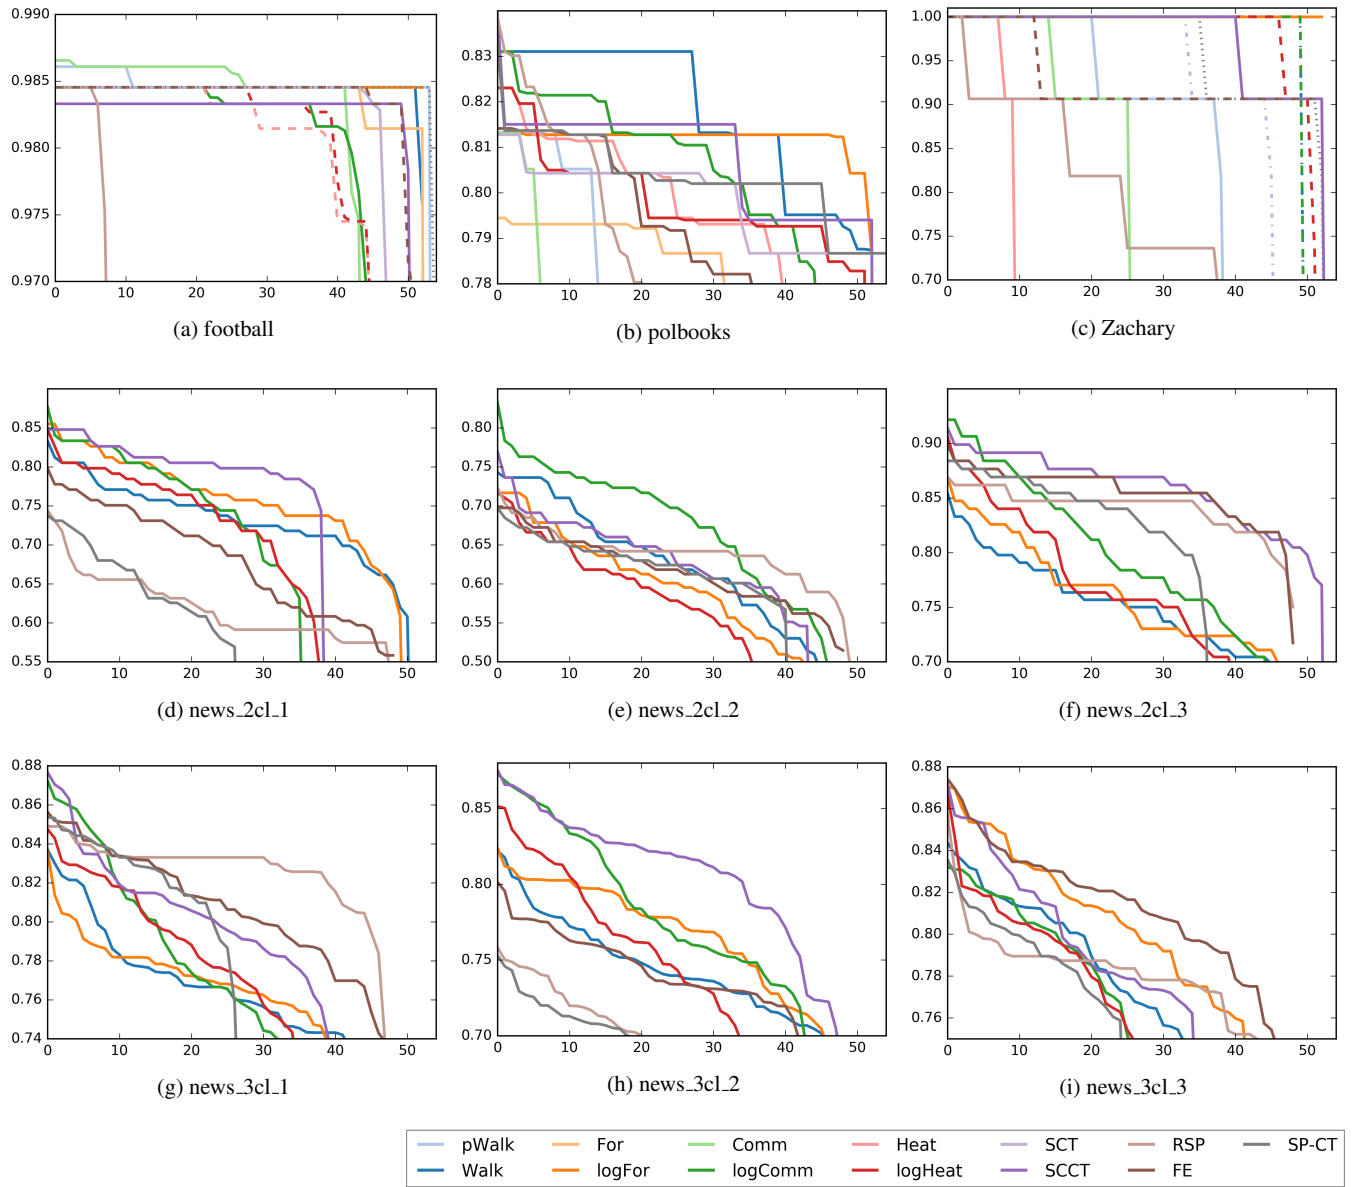 0.990
0.985
0.980
0.975
0.970
0 10 20 30 40 50
(a) football
0.83
0.82
0.81
0.80
0.79
0.78
0 10 20 30 40 50
(b) polbooks
1.00
0.95
0.90
0.85
0.80
0.75
0.70
0 10 20 30 40 50
(c) Zachary
0.85
0.80
0.75
0.70
0.65
0.60
0.55
0 10 20 30 40 50
(d) news_2cl_1
0.80
0.75
0.70
0.65
0.60
0.55
0.50
0 10 20 30 40 50
(e) news_2cl_2
0.90
0.85
0.80
0.75
0.70
0 10 20 30 40 50
(f) news_2cl_3
0.88
0.86
0.84
0.82
0.80
0.78
0.76
0.74
0 10 20 30 40 50
(g) news_3cl_1
0.85
0.80
0.75
0.70
0 10 20 30 40 50
(h) news_3cl_2
0.88
0.86
0.84
0.82
0.80
0.78
0.76
0 10 20 30 40 50
(i) news_3cl_3
pWalk For Comm Heat SCT RSP SP-CT
Walk logFor logComm logHeat SCCT FE